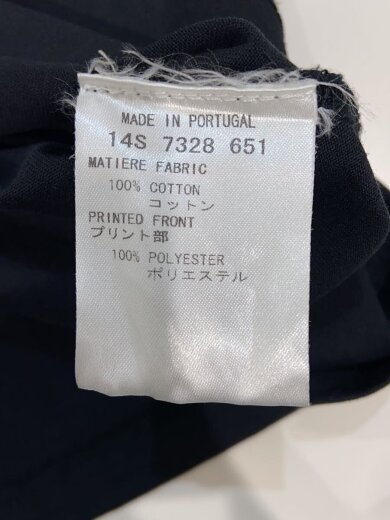 MADE IN PORTUGAL
14S 7328 651
MATIERE FABRIC
100% COTTON
コットン
PRINTED FRONT
プリント部
100% POLYESTER
ポリエステル